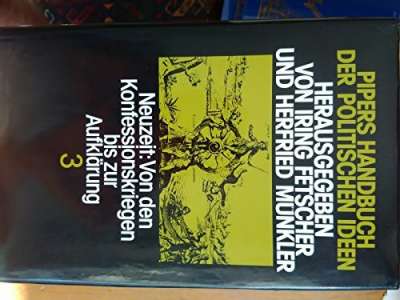 PIPERS HANDBUCH
DER POLITISCHEN IDEEN
HERAUSGEGEBEN
VON IRING FETSCHER
UND HERFRIED MÜNKLER
Neuzeit: Von den
Konfessionskriegen
bis zur
Aufklärung
3